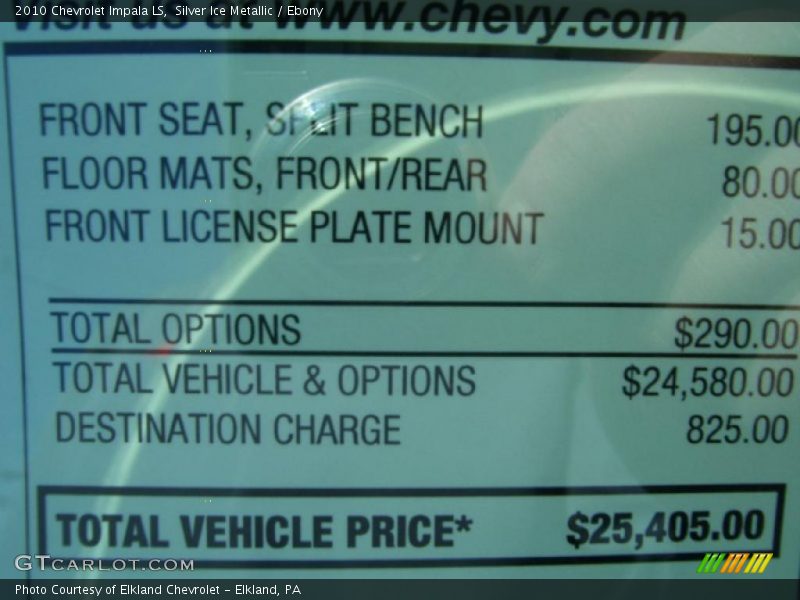 2010 Chevrolet Impala LS, Silver Ice Metallic / Ebony
visit us at www.chevy.com
FRONT SEAT, SPLIT BENCH 195.00
FLOOR MATS, FRONT/REAR 80.00
FRONT LICENSE PLATE MOUNT 15.00
TOTAL OPTIONS $290.00
TOTAL VEHICLE & OPTIONS $24,580.00
DESTINATION CHARGE 825.00
TOTAL VEHICLE PRICE* $25,405.00
GTCARLOT.COM
Photo Courtesy of Elkland Chevrolet - Elkland, PA